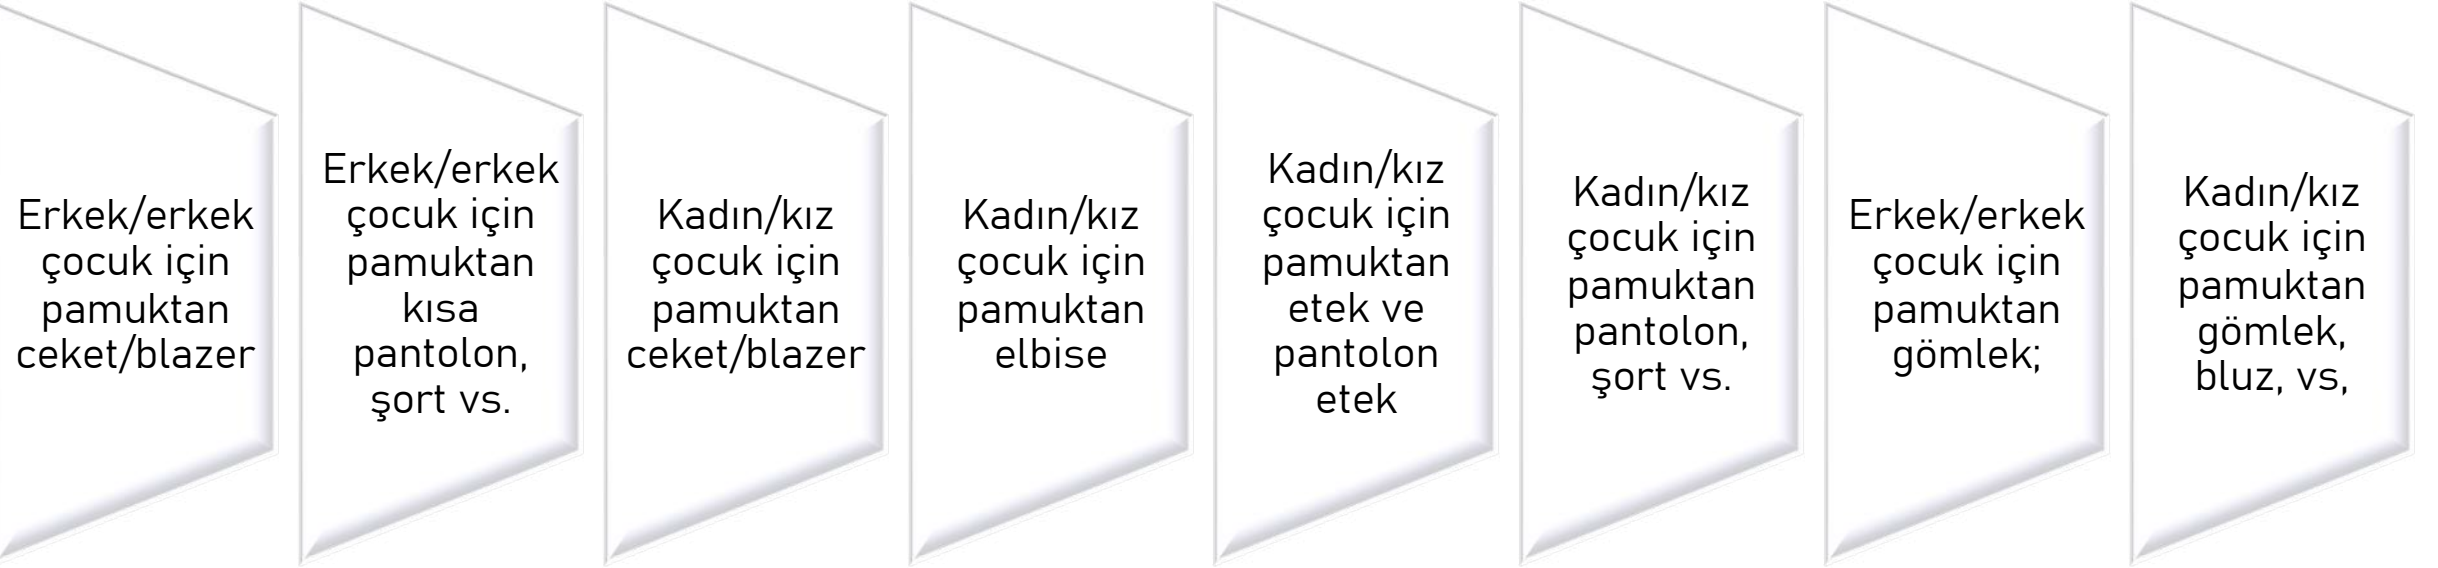 Erkek/erkek
çocuk için
pamuktan
ceket/blazer
Erkek/erkek
çocuk için
pamuktan
kısa
pantolon,
şort vs.
Kadın/kız
çocuk için
pamuktan
ceket/blazer
Kadın/kız
çocuk için
pamuktan
elbise
Kadın/kız
çocuk için
pamuktan
etek ve
pantolon
etek
Kadın/kız
çocuk için
pamuktan
pantolon,
şort vs.
Erkek/erkek
çocuk için
pamuktan
gömlek;
Kadın/kız
çocuk için
pamuktan
gömlek,
bluz, vs,